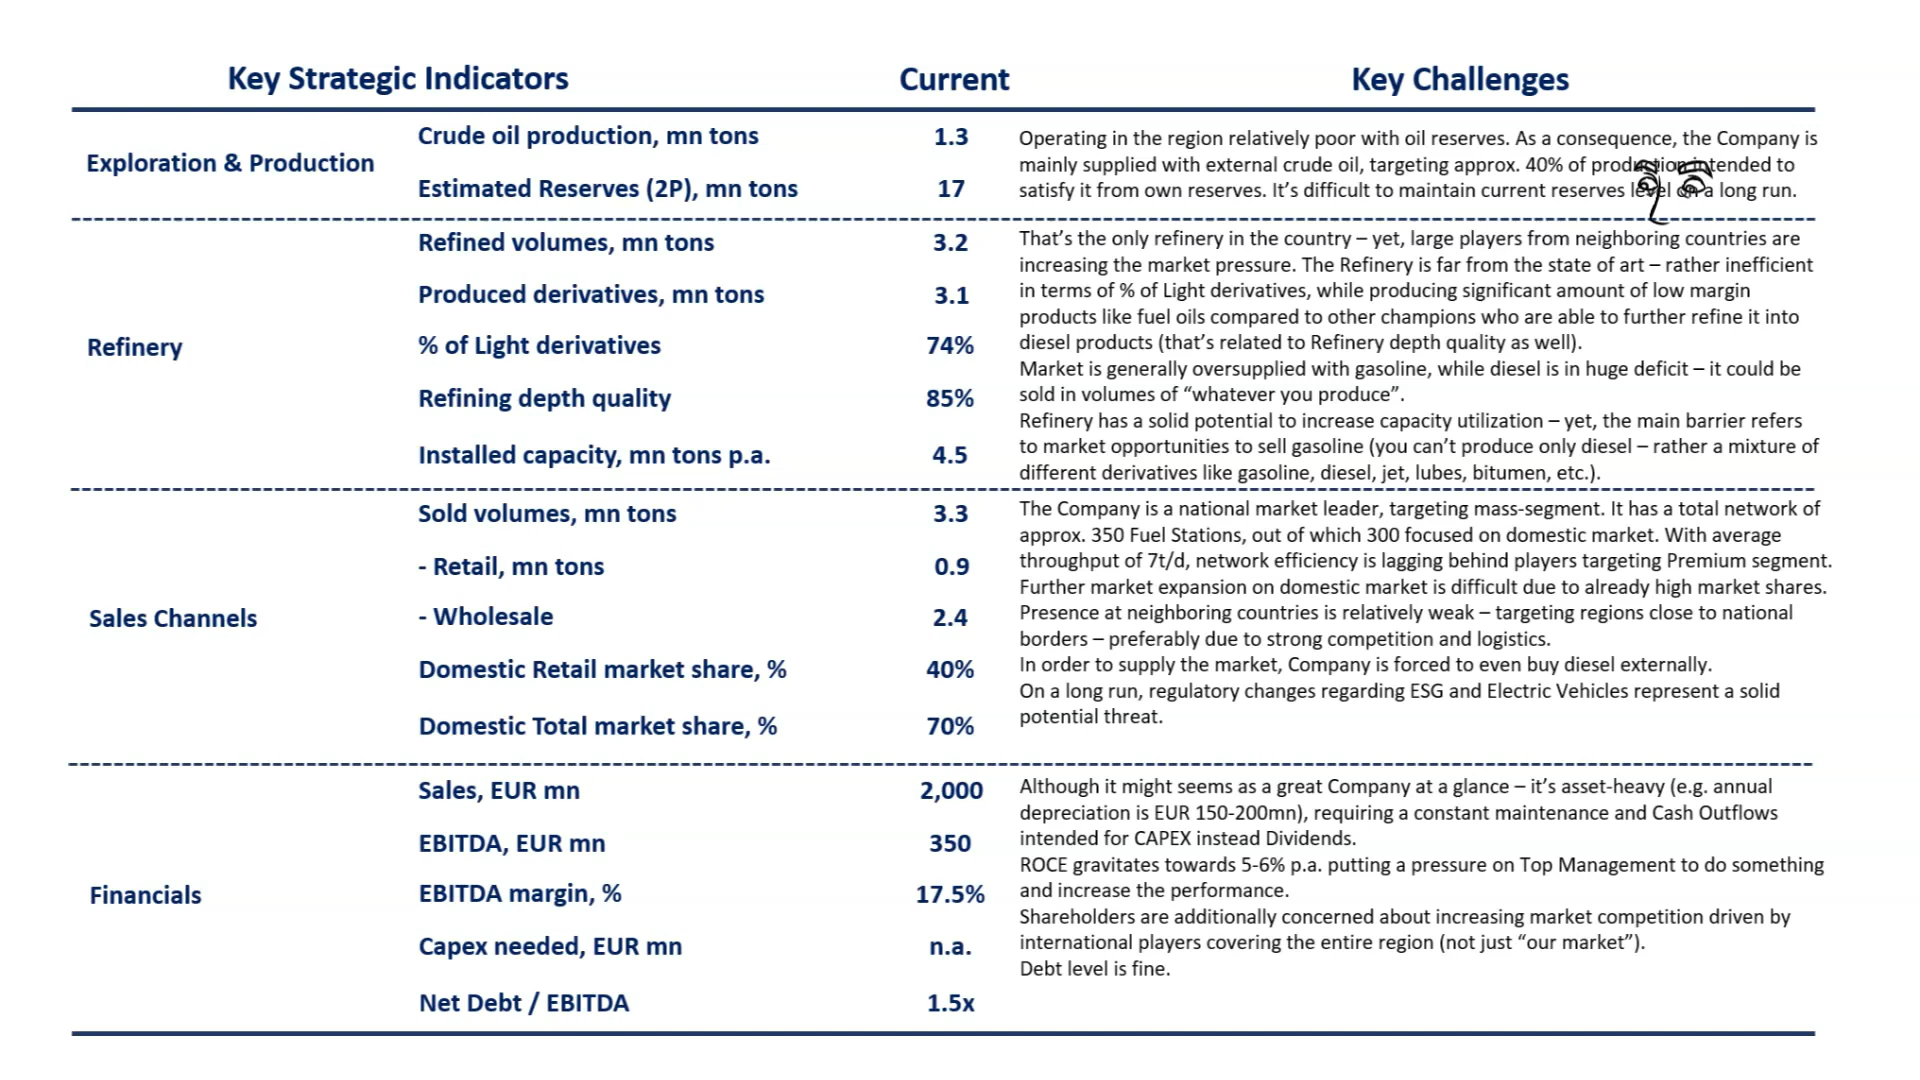 Key Strategic Indicators Current Key Challenges
Exploration & Production
Crude oil production, mn tons 1.3
Estimated Reserves (2P), mn tons 17
Operating in the region relatively poor with oil reserves. As a consequence, the Company is
mainly supplied with external crude oil, targeting approx. 40% of production intended to
satisfy it from own reserves. It's difficult to maintain current reserves level on a long run.
Refinery
Refined volumes, mn tons 3.2
Produced derivatives, mn tons 3.1
% of Light derivatives 74%
Refining depth quality 85%
Installed capacity, mn tons p.a. 4.5
That's the only refinery in the country – yet, large players from neighboring countries are
increasing the market pressure. The Refinery is far from the state of art – rather inefficient
in terms of % of Light derivatives, while producing significant amount of low margin
products like fuel oils compared to other champions who are able to further refine it into
diesel products (that's related to Refinery depth quality as well).
Market is generally oversupplied with gasoline, while diesel is in huge deficit – it could be
sold in volumes of “whatever you produce”.
Refinery has a solid potential to increase capacity utilization – yet, the main barrier refers
to market opportunities to sell gasoline (you can't produce only diesel – rather a mixture of
different derivatives like gasoline, diesel, jet, lubes, bitumen, etc.).
Sales Channels
Sold volumes, mn tons 3.3
- Retail, mn tons 0.9
- Wholesale 2.4
Domestic Retail market share, % 40%
Domestic Total market share, % 70%
The Company is a national market leader, targeting mass-segment. It has a total network of
approx. 350 Fuel Stations, out of which 300 focused on domestic market. With average
throughput of 7t/d, network efficiency is lagging behind players targeting Premium segment.
Further market expansion on domestic market is difficult due to already high market shares.
Presence at neighboring countries is relatively weak – targeting regions close to national
borders – preferably due to strong competition and logistics.
In order to supply the market, Company is forced to even buy diesel externally.
On a long run, regulatory changes regarding ESG and Electric Vehicles represent a solid
potential threat.
Financials
Sales, EUR mn 2,000
EBITDA, EUR mn 350
EBITDA margin, % 17.5%
Capex needed, EUR mn n.a.
Net Debt / EBITDA 1.5x
Although it might seems as a great Company at a glance – it's asset-heavy (e.g. annual
depreciation is EUR 150-200mn), requiring a constant maintenance and Cash Outflows
intended for CAPEX instead Dividends.
ROCE gravitates towards 5-6% p.a. putting a pressure on Top Management to do something
and increase the performance.
Shareholders are additionally concerned about increasing market competition driven by
international players covering the entire region (not just “our market”).
Debt level is fine.